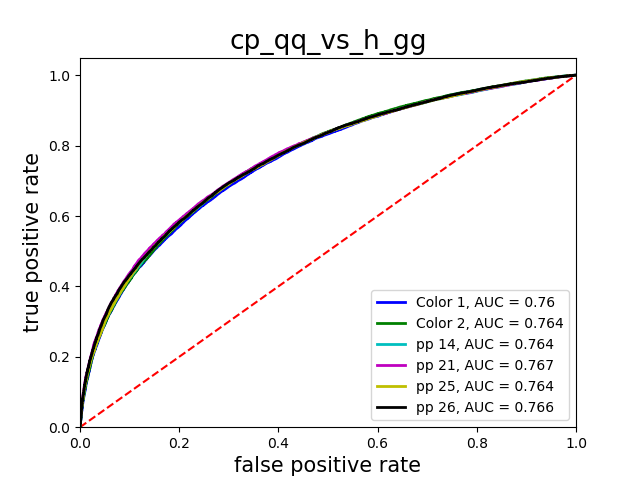 cp_qq_vs_h_gg
true positive rate
1.0
0.8
0.6
0.4
0.2
0.0
Color 1, AUC = 0.76
Color 2, AUC = 0.764
pp 14, AUC = 0.764
pp 21, AUC = 0.767
pp 25, AUC = 0.764
pp 26, AUC = 0.766
0.0 0.2 0.4 0.6 0.8 1.0
false positive rate